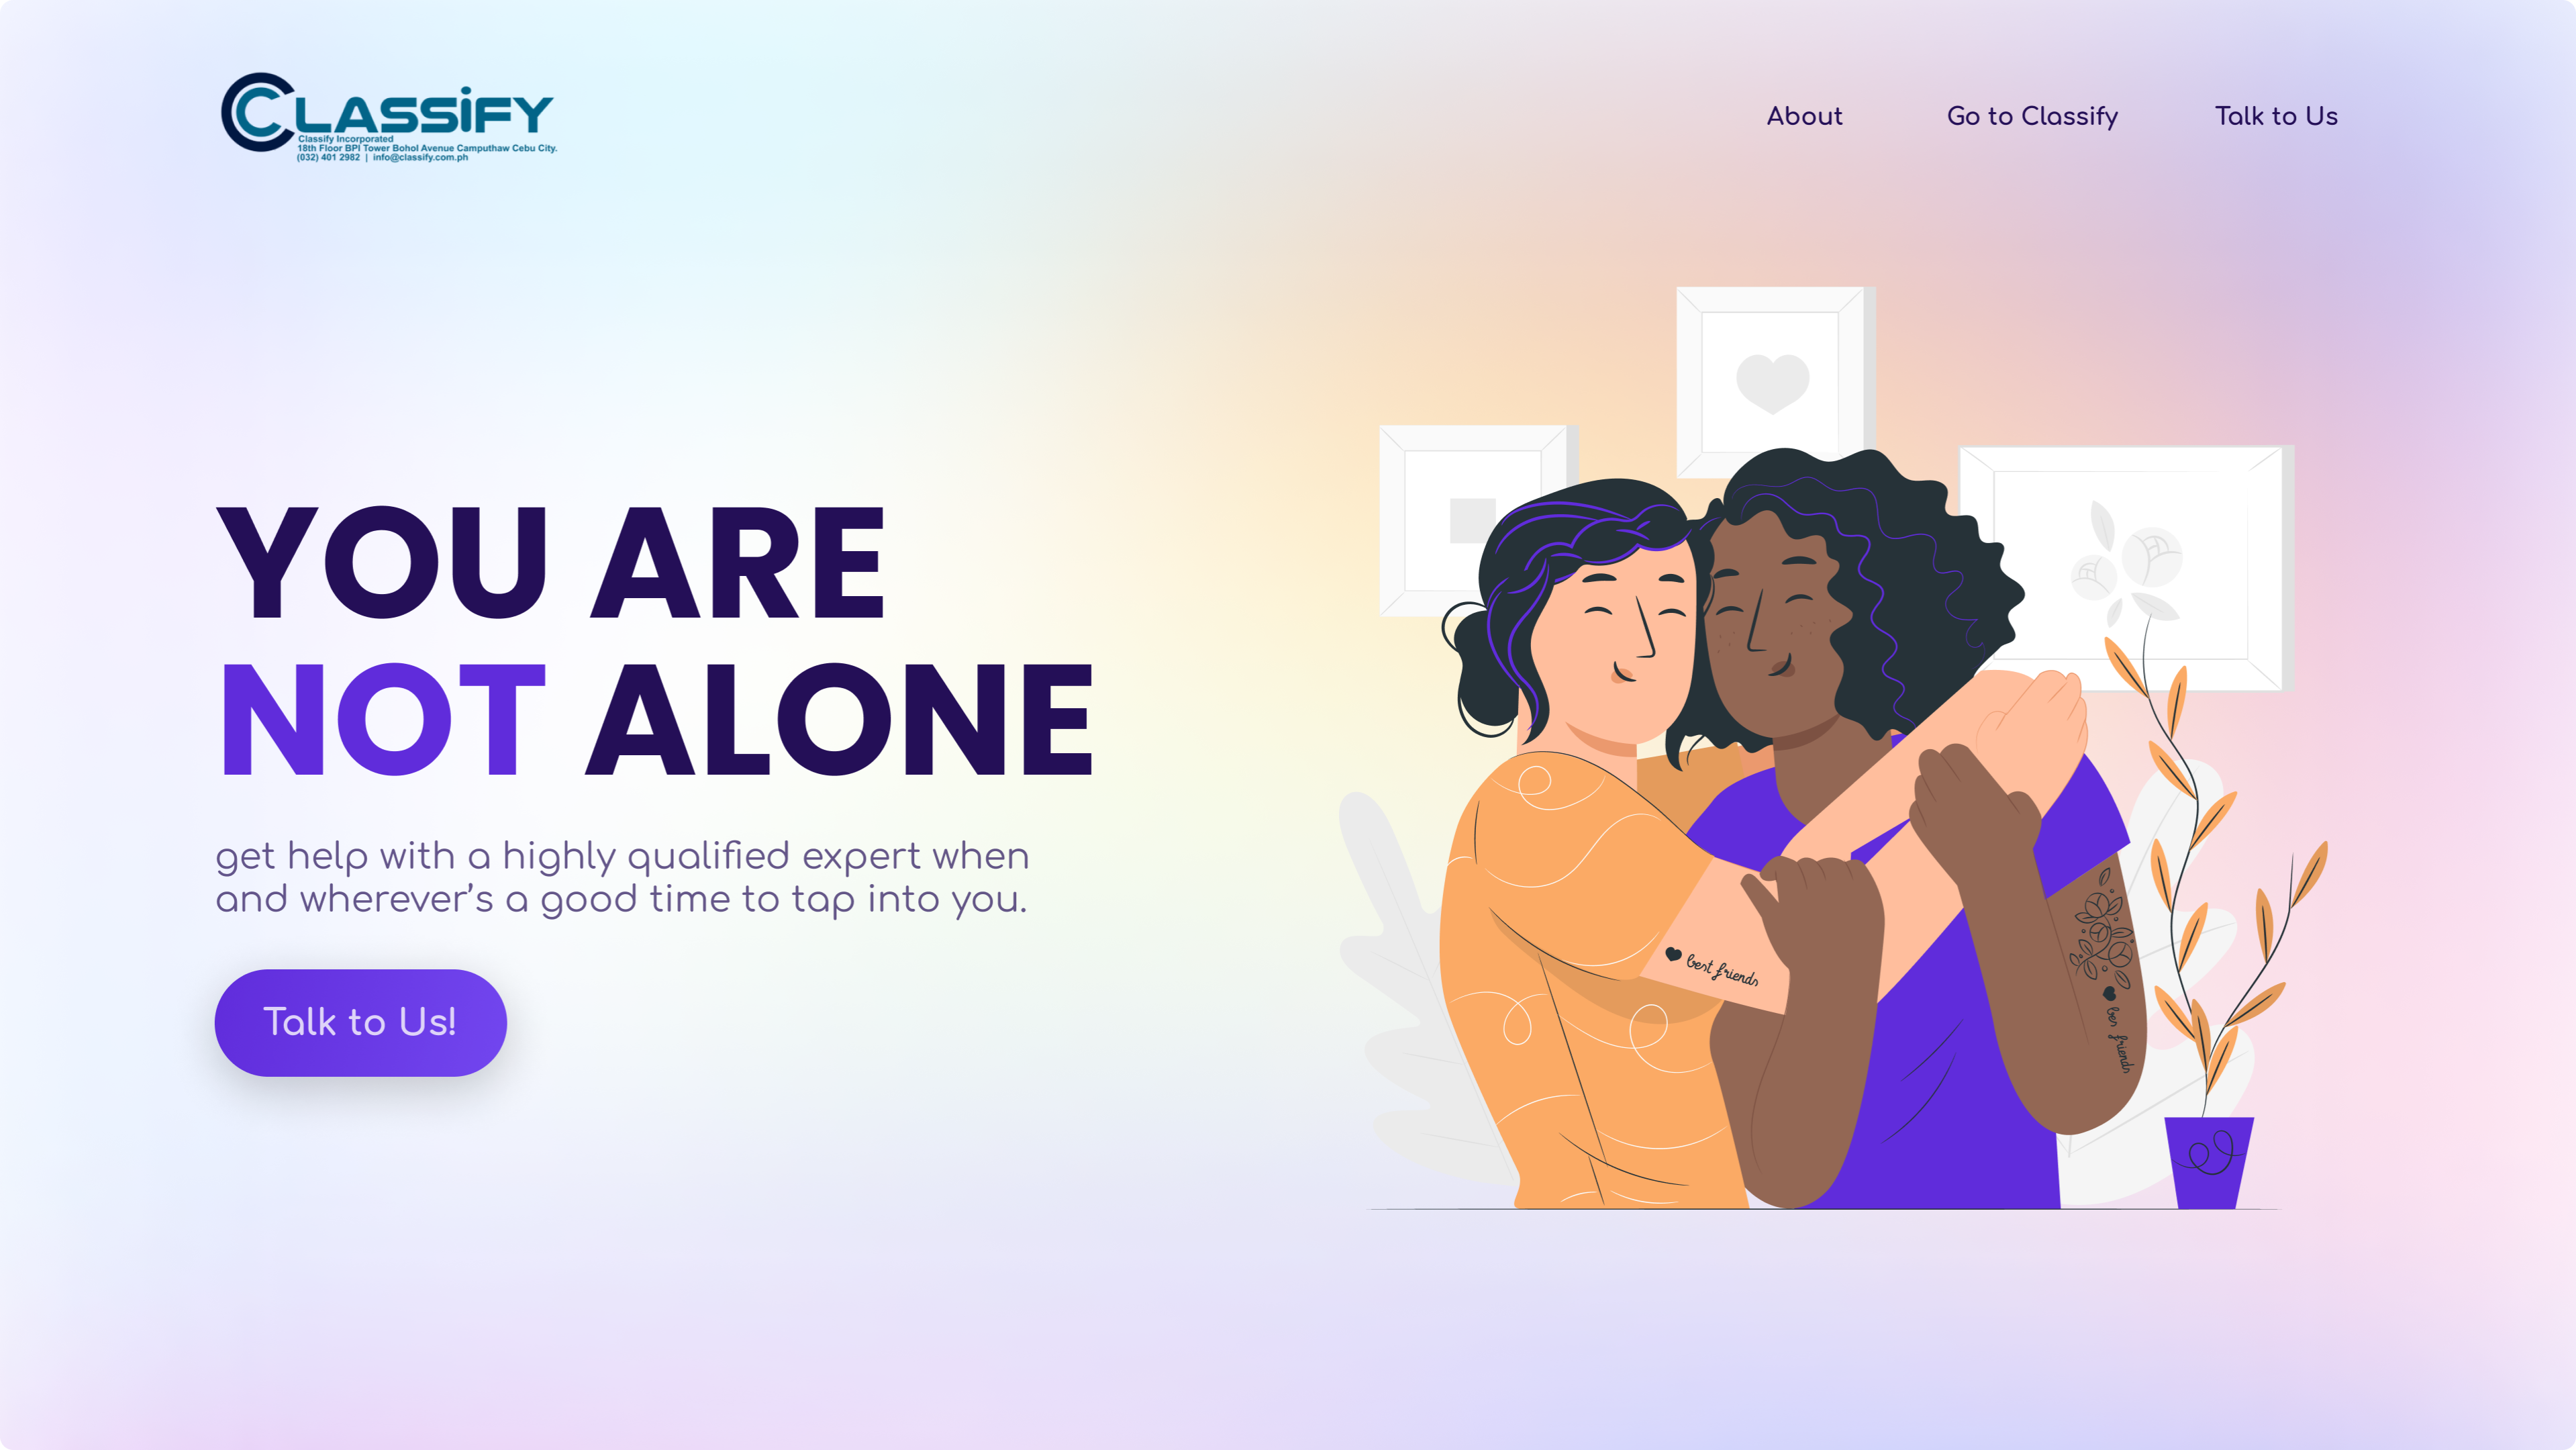 CLASSiFY
Classify Incorporated
18th Floor BPI Tower Bohol Avenue Camputhaw Cebu City.
(032) 401 2982 | info@classify.com.ph
About
Go to Classify
Talk to Us
YOU ARE
NOT ALONE
get help with a highly qualified expert when
and wherever’s a good time to tap into you.
Talk to Us!
best friends
bes friends